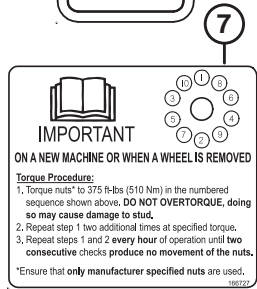 7
10 1 8
3 6
5 4
7 2 9
IMPORTANT
ON A NEW MACHINE OR WHEN A WHEEL IS REMOVED
Torque Procedure:
1. Torque nuts* to 375 ft-lbs (510 Nm) in the numbered
sequence shown above. DO NOT OVERTORQUE, doing
so may cause damage to stud.
2. Repeat step 1 two additional times at specified torque.
3. Repeat steps 1 and 2 every hour of operation until two
consecutive checks produce no movement of the nuts.
*Ensure that only manufacturer specified nuts are used.
166727